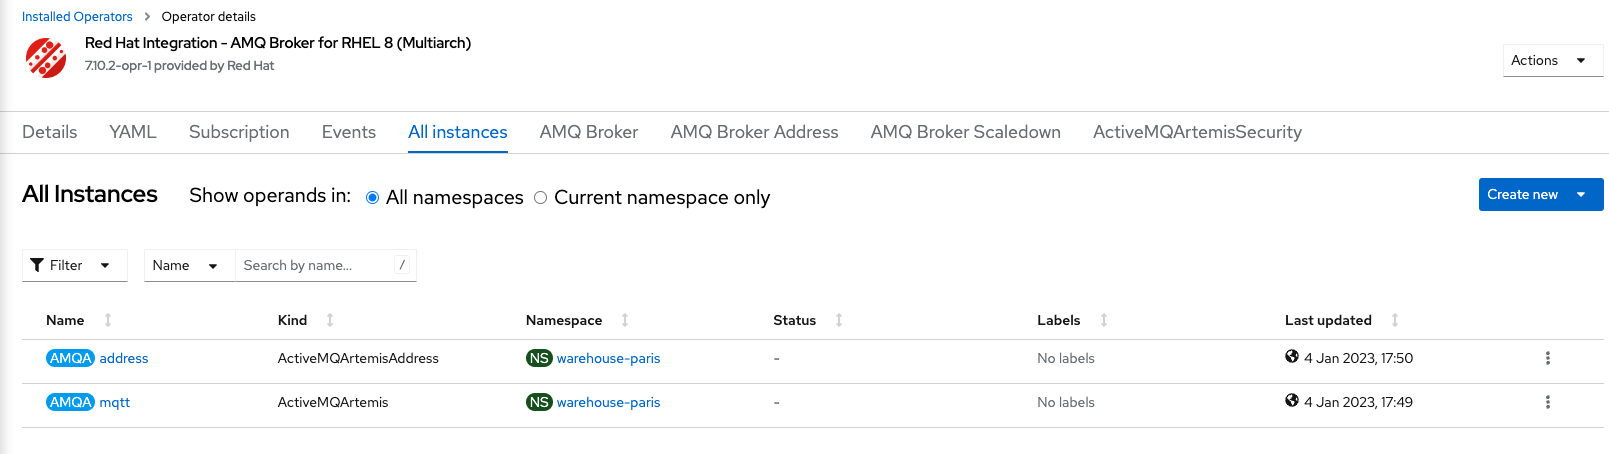 Installed Operators > Operator details
Red Hat Integration - AMQ Broker for RHEL 8 (Multiarch)
7.10.2-opr-1 provided by Red Hat
Actions
Details YAML Subscription Events All instances AMQ Broker AMQ Broker Address AMQ Broker Scaledown ActiveMQArtemisSecurity
All Instances Show operands in: All namespaces Current namespace only Create new
Filter Name Search by name... /
Name Kind Namespace Status Labels Last updated
AMQA address ActiveMQArtemisAddress NS warehouse-paris - No labels 4 Jan 2023, 17:50
AMQA mqtt ActiveMQArtemis NS warehouse-paris - No labels 4 Jan 2023, 17:49